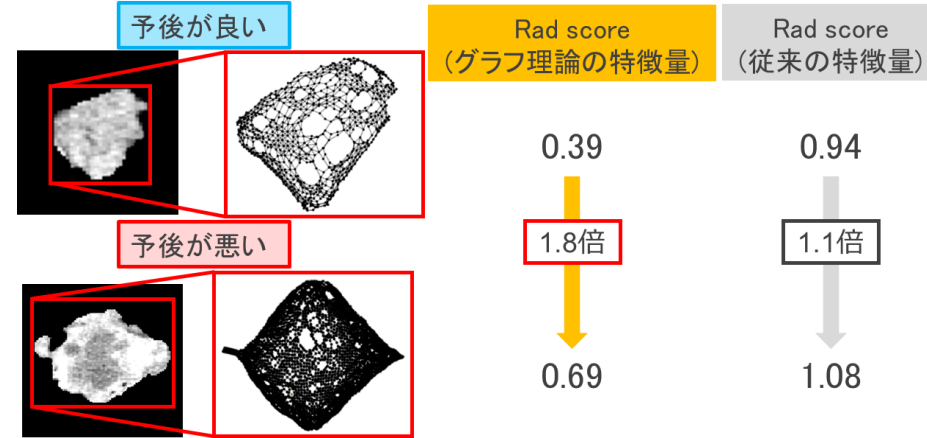 予後が良い
Rad score
（グラフ理論の特徴量）
Rad score
（従来の特徴量）
0.39
0.94
予後が悪い
1.8倍
1.1倍
0.69
1.08